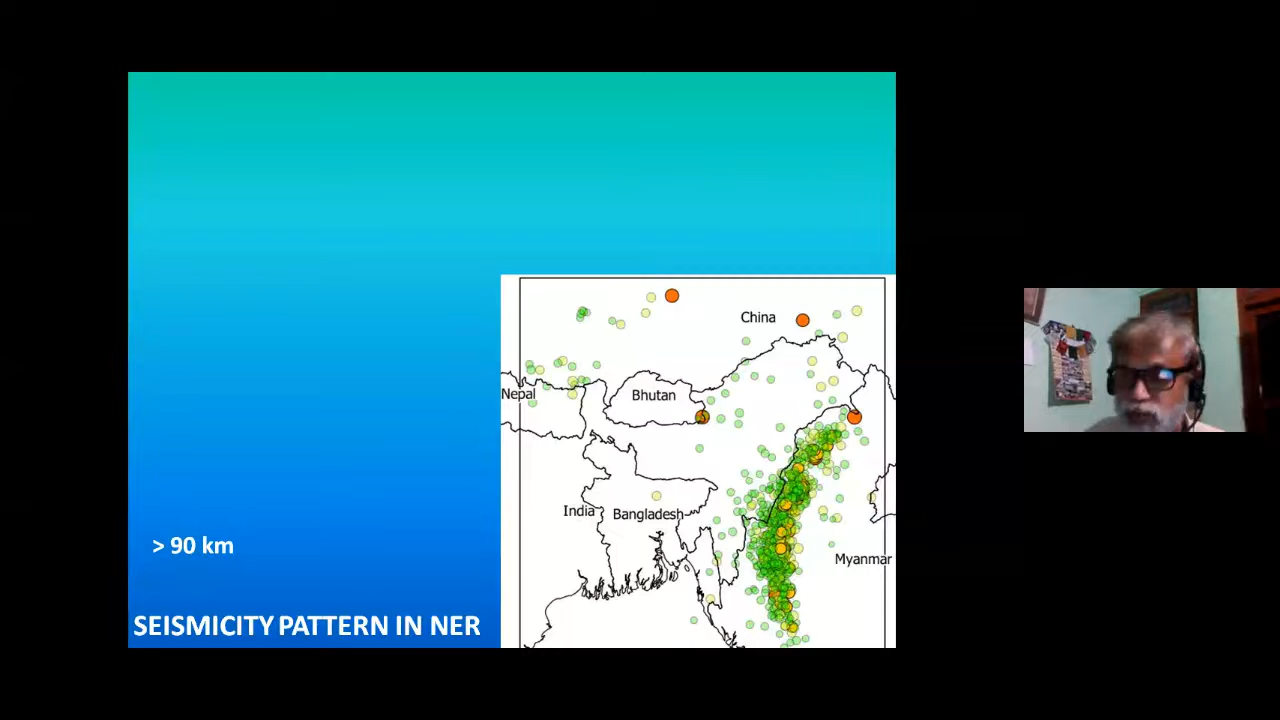 China
Nepal
Bhutan
India
Bangladesh
Myanmar
> 90 km
SEISMICITY PATTERN IN NER